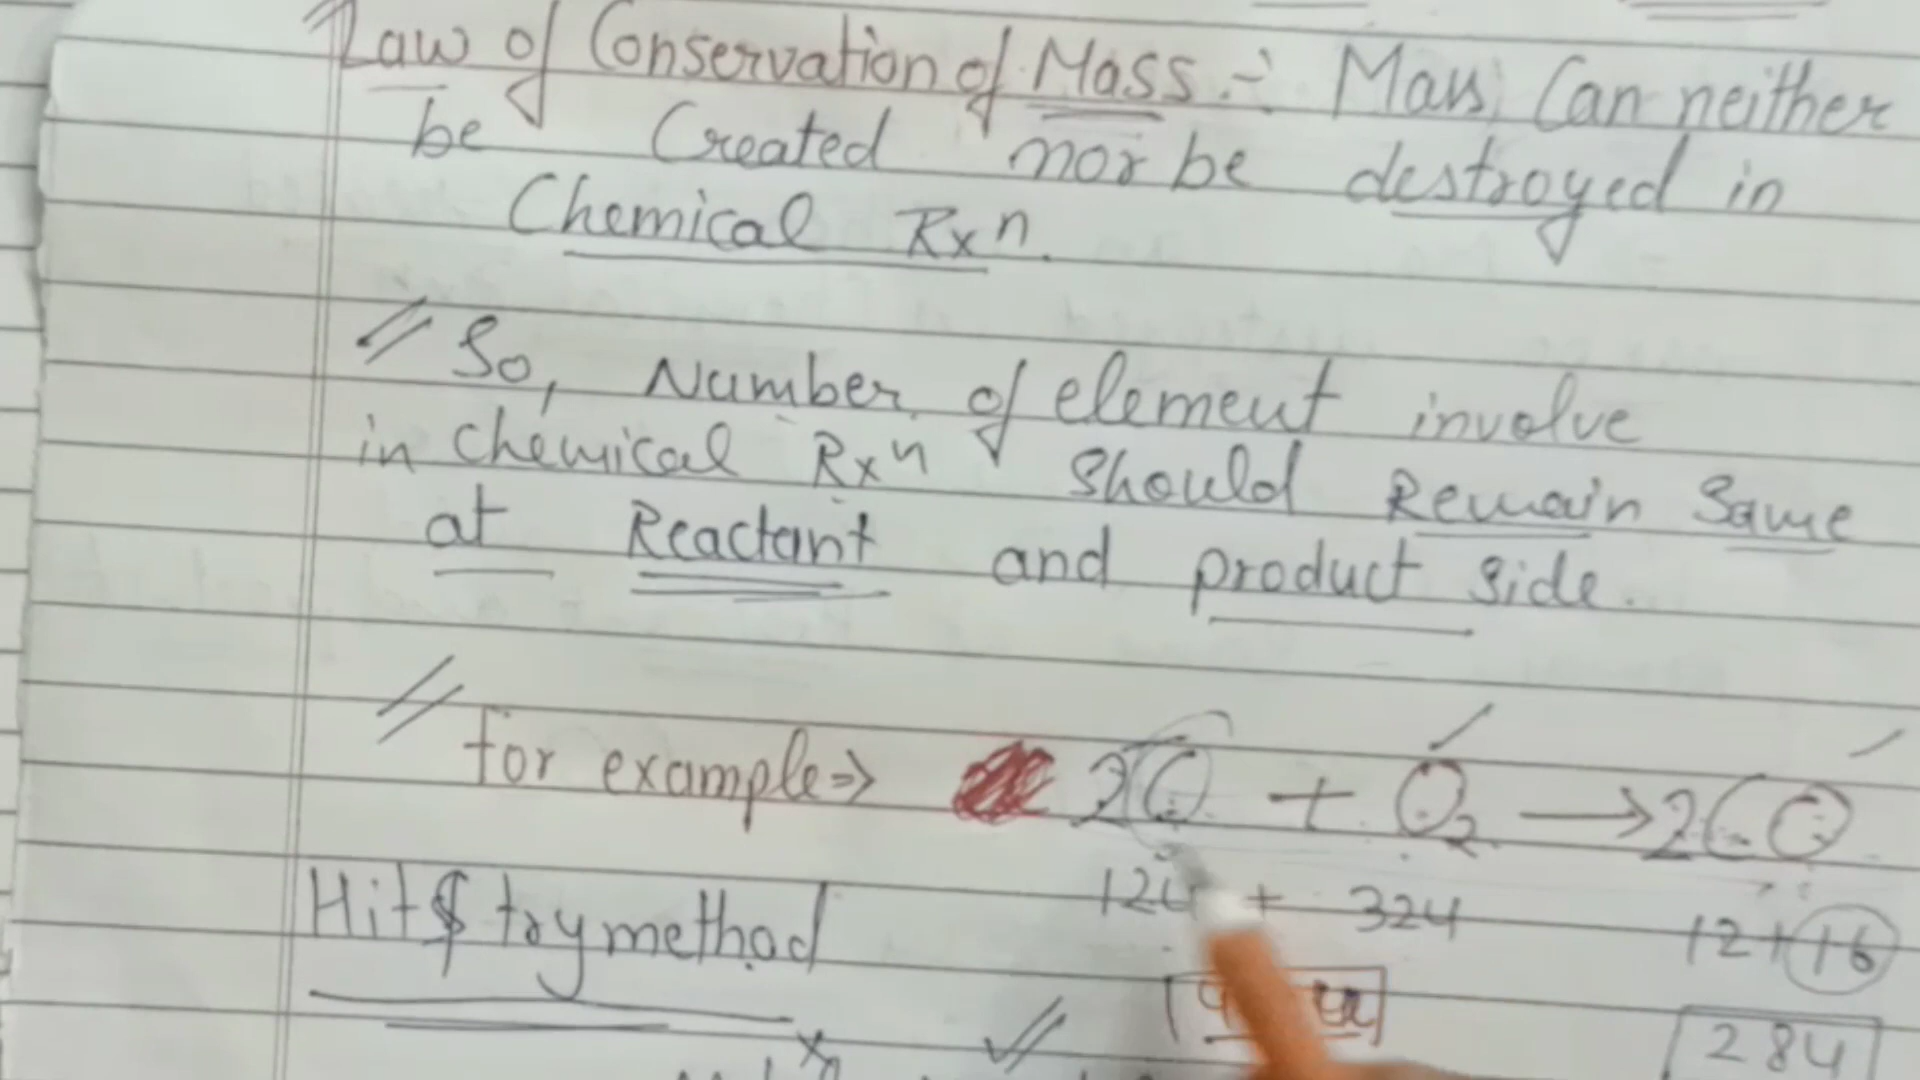 Law of Conservation of Mass :- Mass Can neither
be Created nor be destroyed in
Chemical Rxn.
So, Number of element involve
in chemical Rxn should Remain Same
at Reactant and product side.
for example => 2C + O2 → 2CO
12u + 32u 12+16
Hit & try method
28u